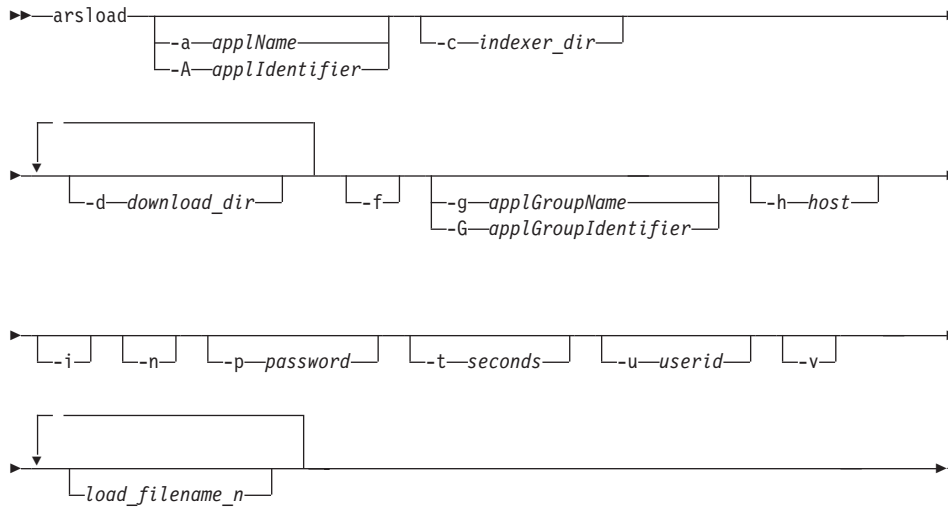 arsload
-a applName
-A applIdentifier
-c indexer_dir
-d download_dir
-f
-g applGroupName
-G applGroupIdentifier
-h host
-i
-n
-p password
-t seconds
-u userid
-v
load_filename_n